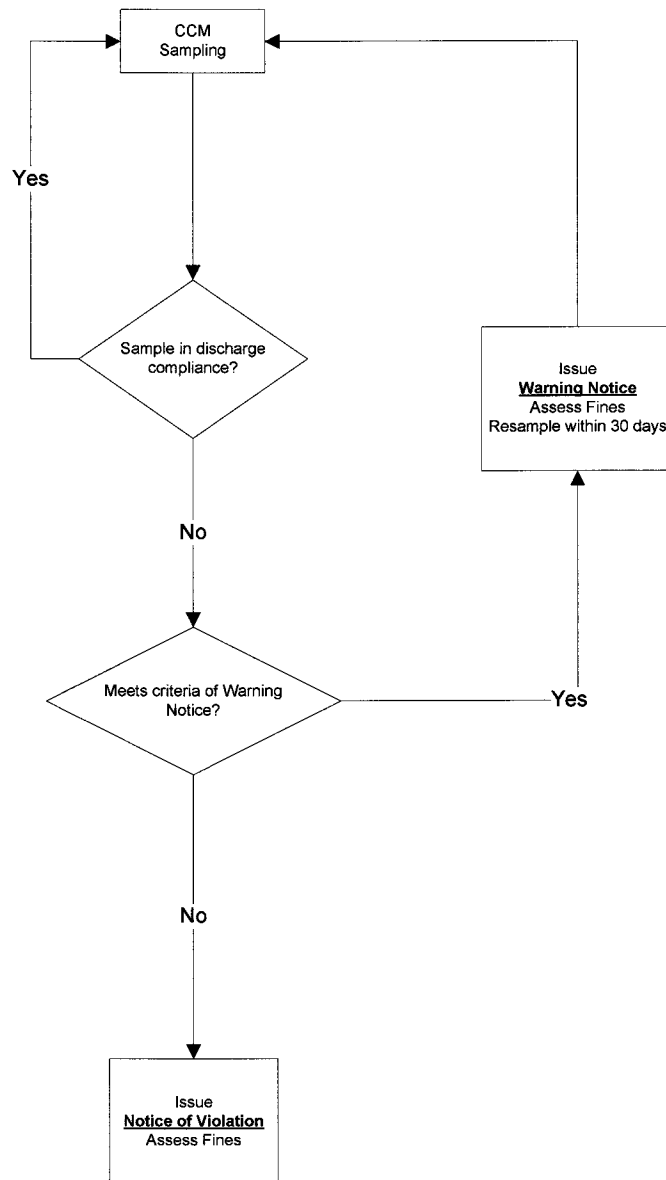 CCM
Sampling
Yes
Sample in discharge
compliance?
Issue
Warning Notice
Assess Fines
Resample within 30 days
No
Meets criteria of Warning
Notice?
Yes
No
Issue
Notice of Violation
Assess Fines